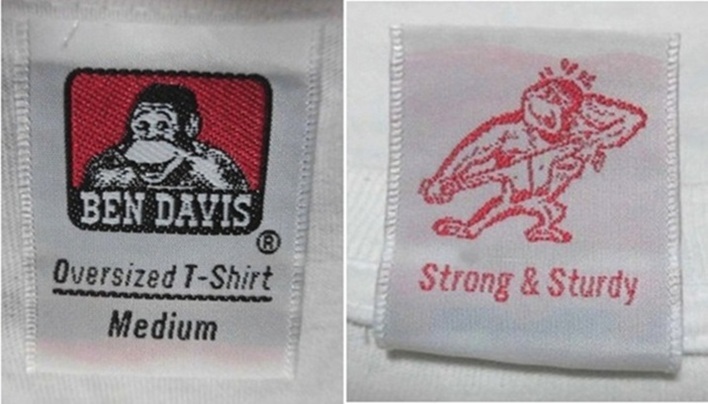 BEN DAVIS
®
Oversized T-Shirt
Medium
Strong & Sturdy